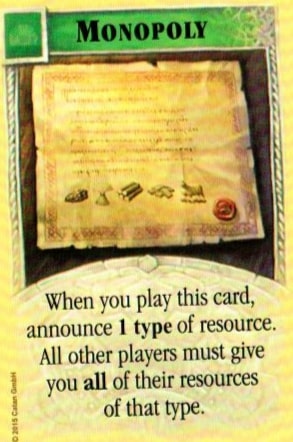 MONOPOLY
When you play this card,
announce 1 type of resource.
All other players must give
you all of their resources
of that type.
© 2015 Catan GmbH